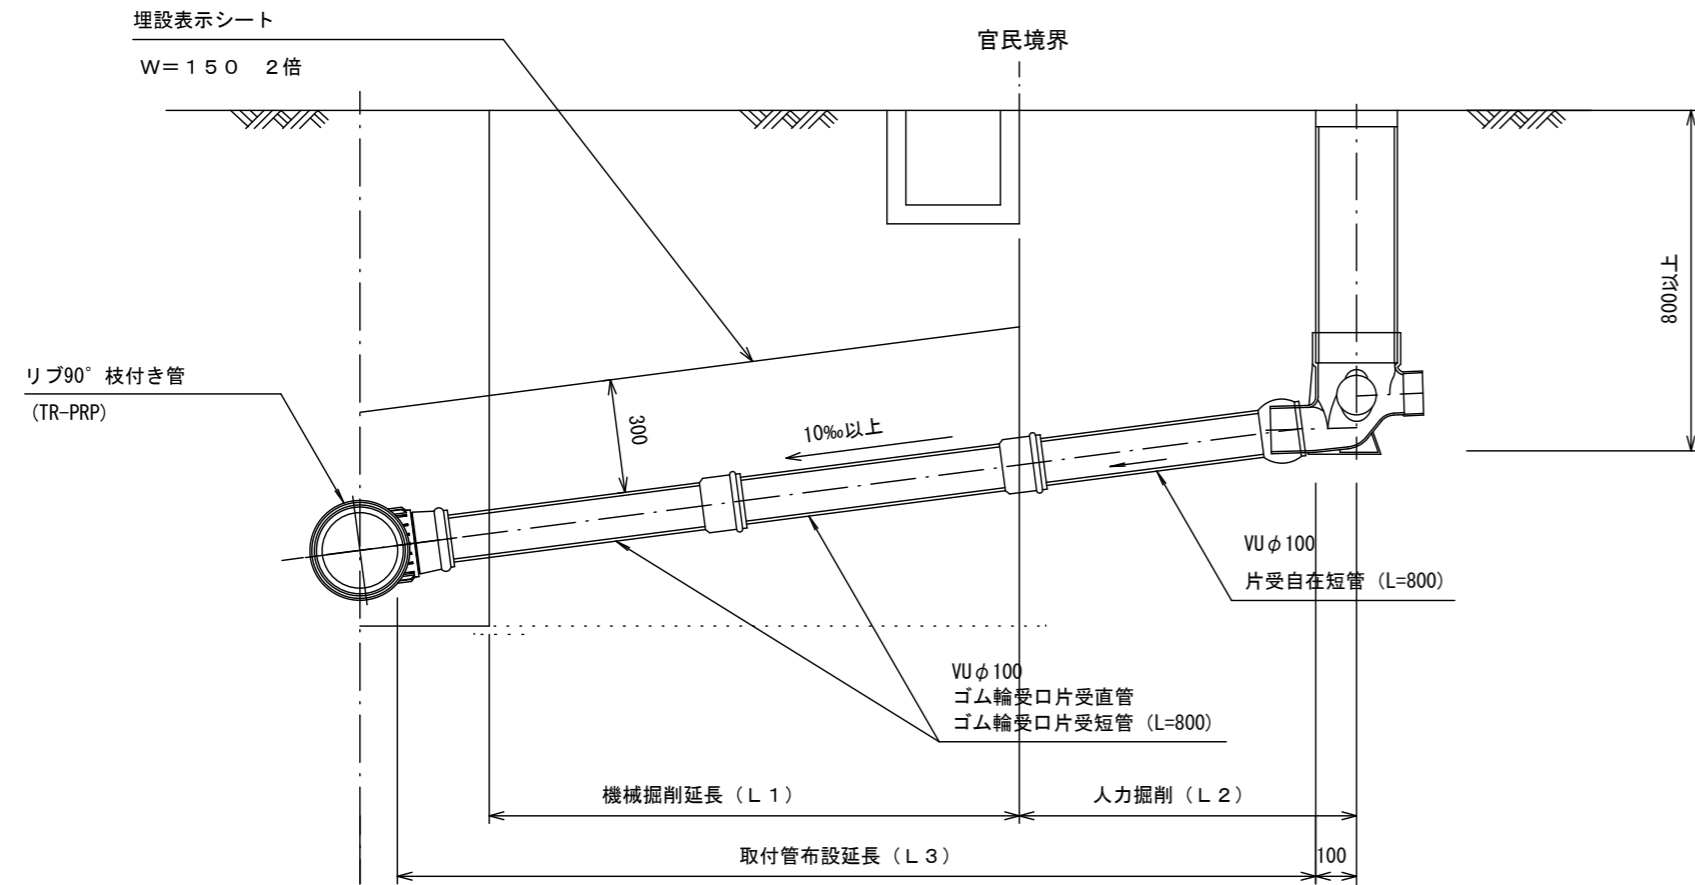 埋設表示シート
W=150 2倍
官民境界
800以上
リブ90°枝付き管
(TR-PRP)
300
10‰以上
VUφ100
片受自在短管 (L=800)
VUφ100
ゴム輪受口片受直管
ゴム輪受口片受短管 (L=800)
機械掘削延長(L1)
人力掘削(L2)
取付管布設延長(L3)
100